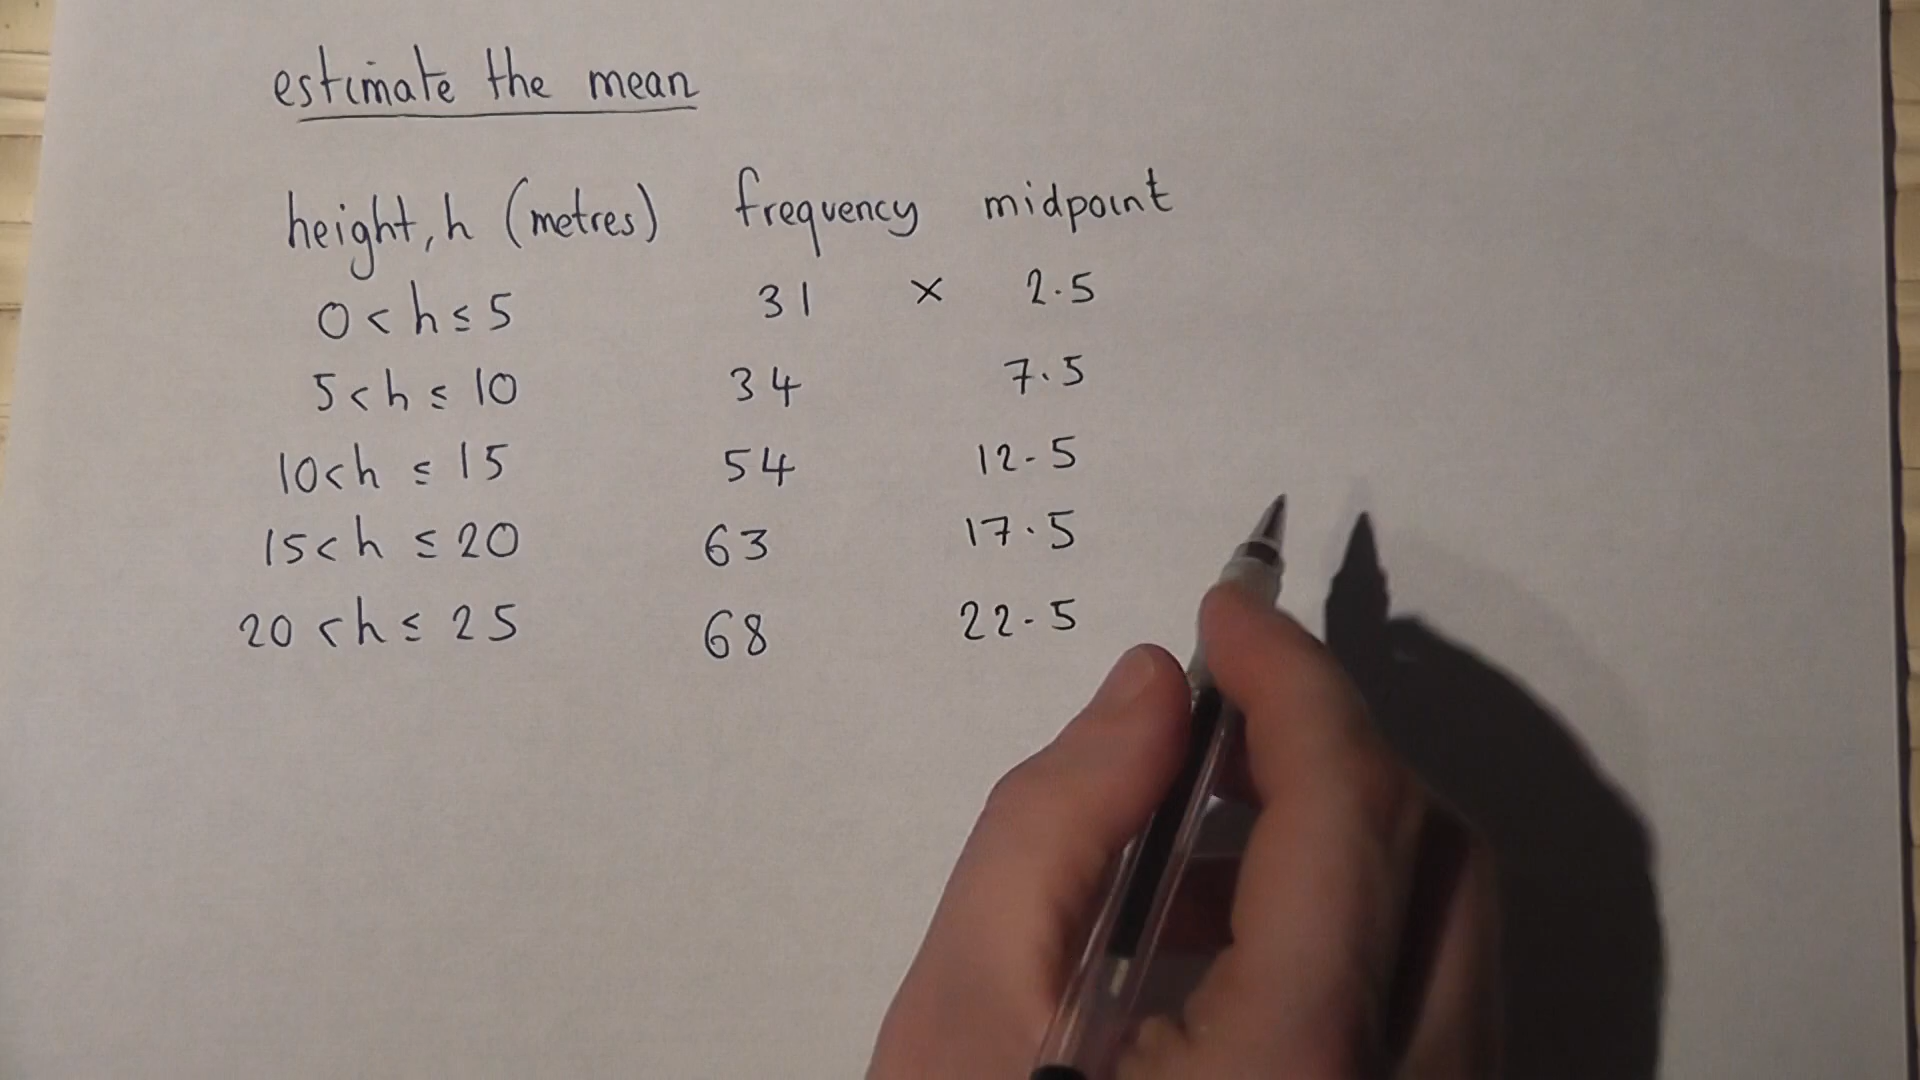 estimate the mean
height, h (metres) frequency midpoint
0 < h ≤ 5 31 × 2.5
5 < h ≤ 10 34 7.5
10 < h ≤ 15 54 12.5
15 < h ≤ 20 63 17.5
20 < h ≤ 25 68 22.5